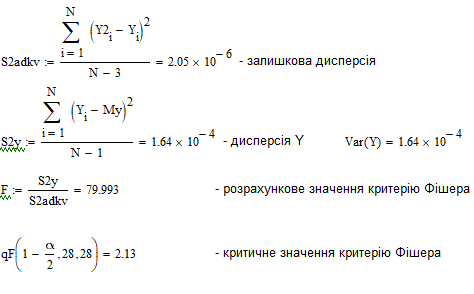 S2adkv := ∑_{i = 1}^{N} (Y2_i − Y_i)^2 / (N − 3) = 2.05 × 10^{−6} - залишкова дисперсія
S2y := ∑_{i = 1}^{N} (Y_i − My)^2 / (N − 1) = 1.64 × 10^{−4} - дисперсія Y Var(Y) = 1.64 × 10^{−4}
F := S2y / S2adkv = 79.993 - розрахункове значення критерію Фішера
qF(1 − α/2, 28, 28) = 2.13 - критичне значення критерію Фішера